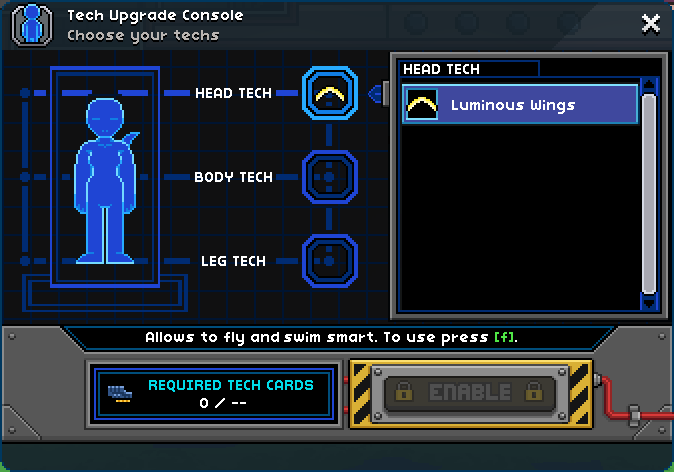 Tech Upgrade Console
Choose your techs
HEAD TECH
HEAD TECH
Luminous Wings
BODY TECH
LEG TECH
Allows to fly and swim smart. To use press [f].
REQUIRED TECH CARDS
0 / --
ENABLE